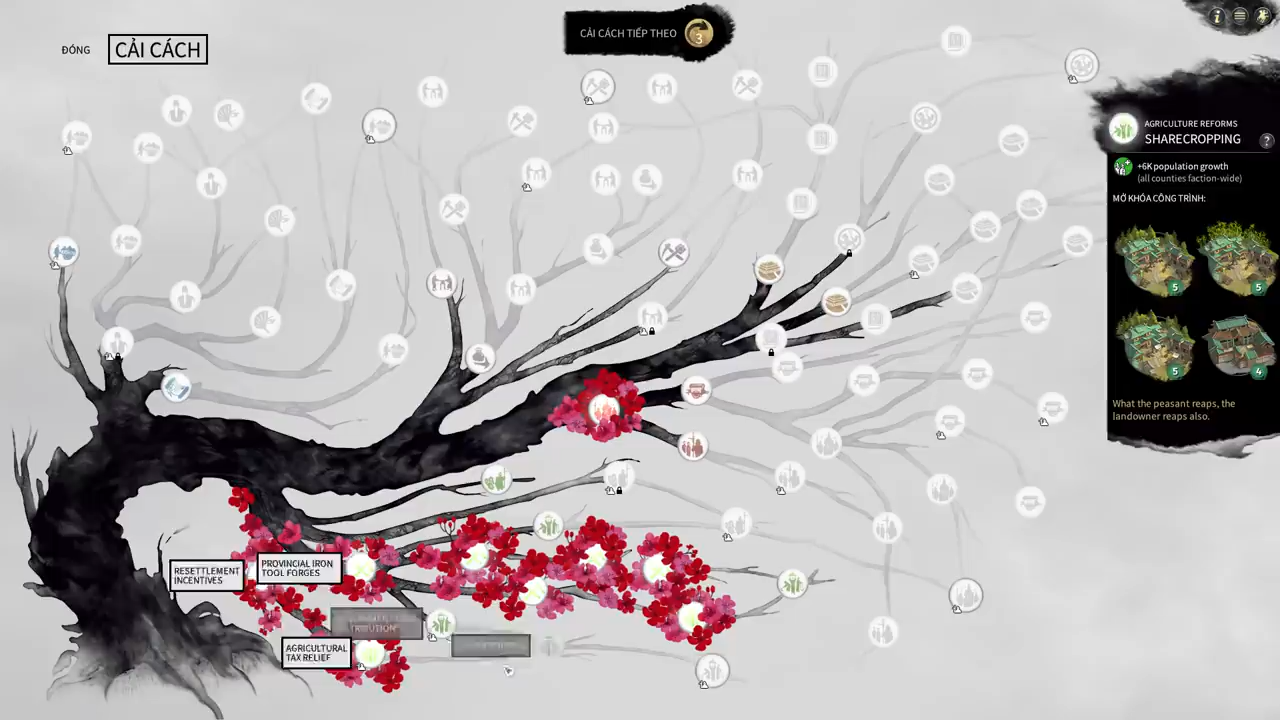 CẢI CÁCH TIẾP THEO
3
ĐÓNG
CẢI CÁCH
AGRICULTURE REFORMS
SHARECROPPING
?
+6K population growth
(all counties faction-wide)
MỞ KHÓA CÔNG TRÌNH:
5
5
5
4
What the peasant reaps, the
landowner reaps also.
PROVINCIAL IRON
TOOL FORGES
RESETTLEMENT
INCENTIVES
AGRICULTURAL
TAX RELIEF